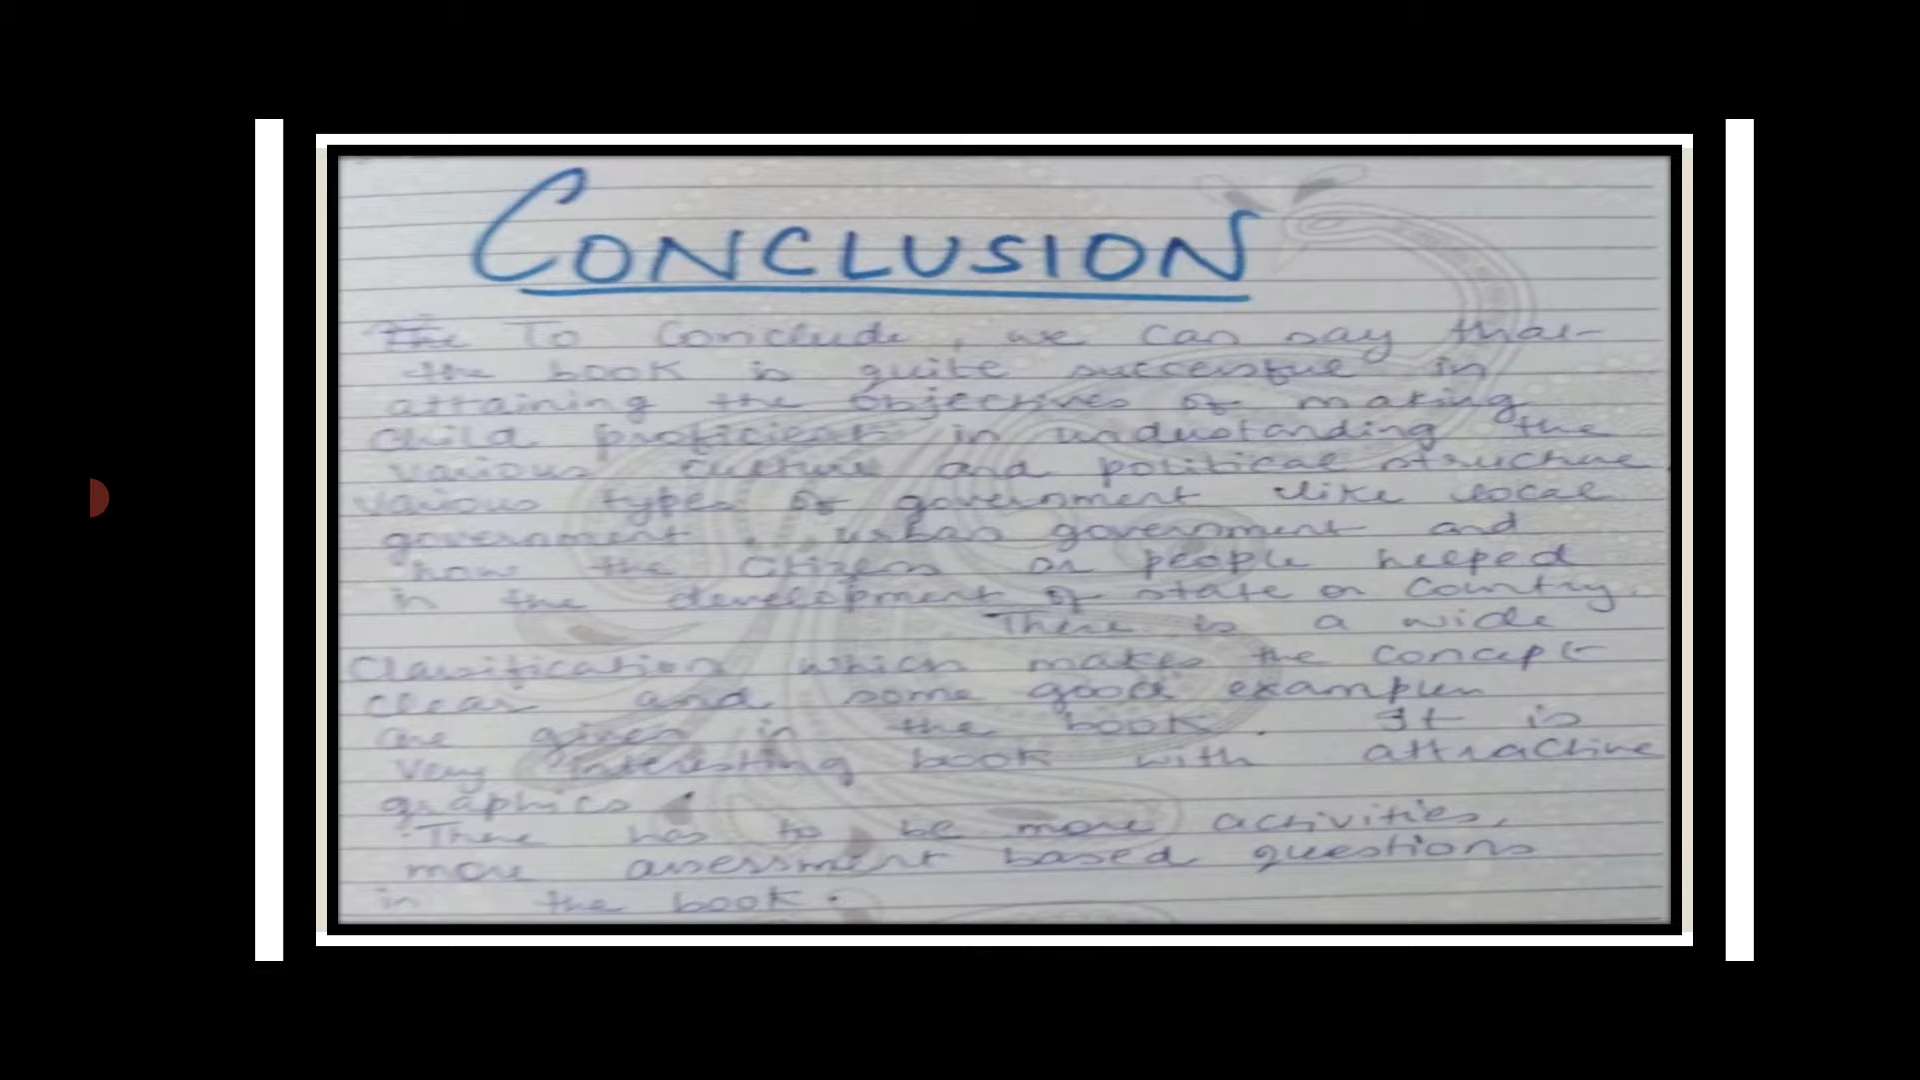 CONCLUSION
The To Conclude, we can say that
the book is quite successful in
attaining the objectives of making
child proficient in understanding the
various culture and political structure.
various types of government like local
government, urban government and
how the citizens or people helped
in the development of state or Country.
There is a wide
Classification which makes the concept
clear and some good examples
are given in the book. It is
very interesting book with attractive
graphics.
There has to be more activities,
more assessment based questions
in the book.